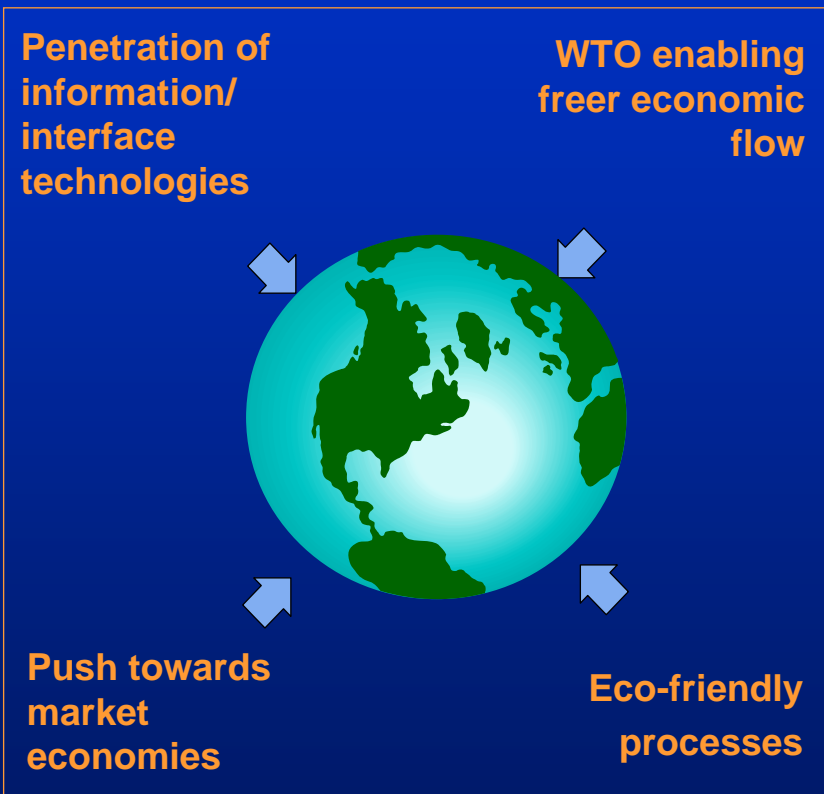 Penetration of
information/
interface
technologies
WTO enabling
freer economic
flow
Push towards
market
economies
Eco-friendly
processes